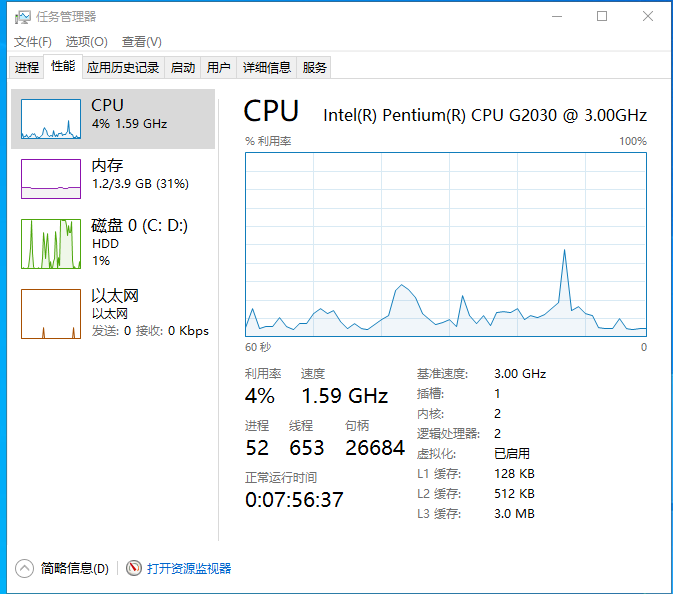 任务管理器
文件(F) 选项(O) 查看(V)
进程 性能 应用历史记录 启动 用户 详细信息 服务
CPU
4% 1.59 GHz
内存
1.2/3.9 GB (31%)
磁盘 0 (C: D:)
HDD
1%
以太网
以太网
发送: 0 接收: 0 Kbps
CPU Intel(R) Pentium(R) CPU G2030 @ 3.00GHz
% 利用率 100%
60 秒 0
利用率 速度
4% 1.59 GHz
进程 线程 句柄
52 653 26684
正常运行时间
0:07:56:37
基准速度: 3.00 GHz
插槽: 1
内核: 2
逻辑处理器: 2
虚拟化: 已启用
L1 缓存: 128 KB
L2 缓存: 512 KB
L3 缓存: 3.0 MB
简略信息(D) 打开资源监视器